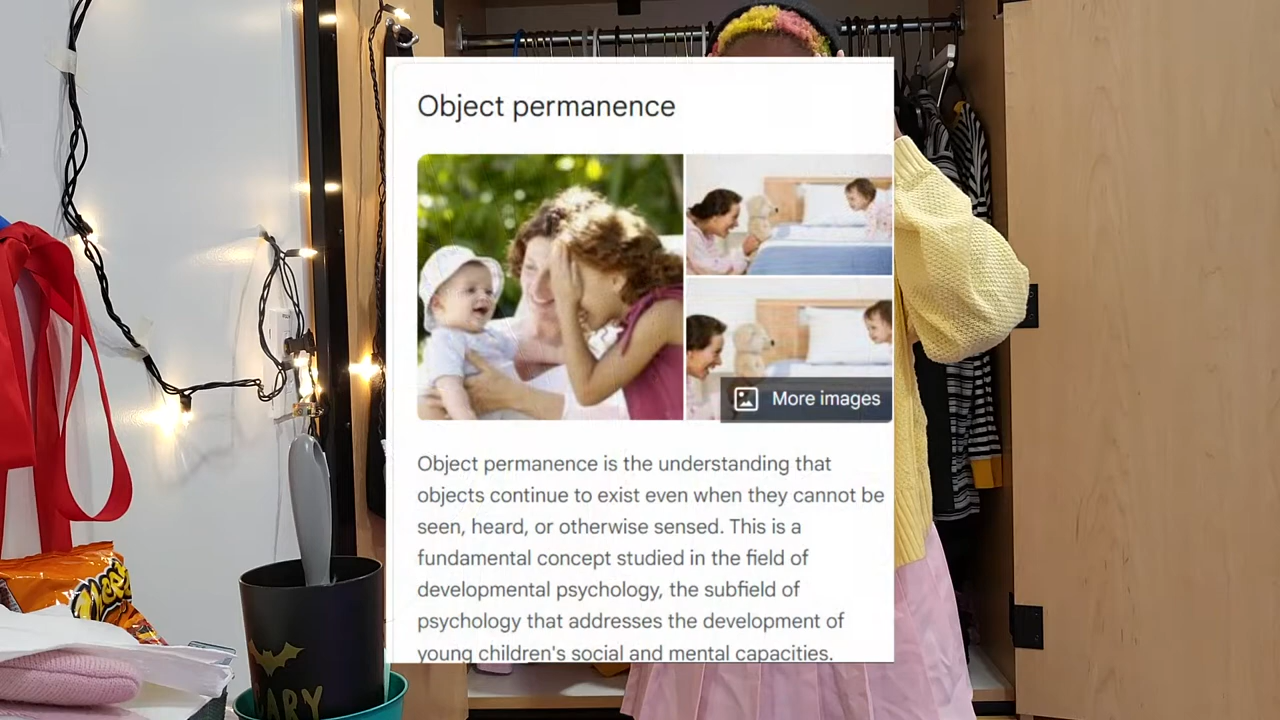 Object permanence
More images
Object permanence is the understanding that
objects continue to exist even when they cannot be
seen, heard, or otherwise sensed. This is a
fundamental concept studied in the field of
developmental psychology, the subfield of
psychology that addresses the development of
young children's social and mental capacities.